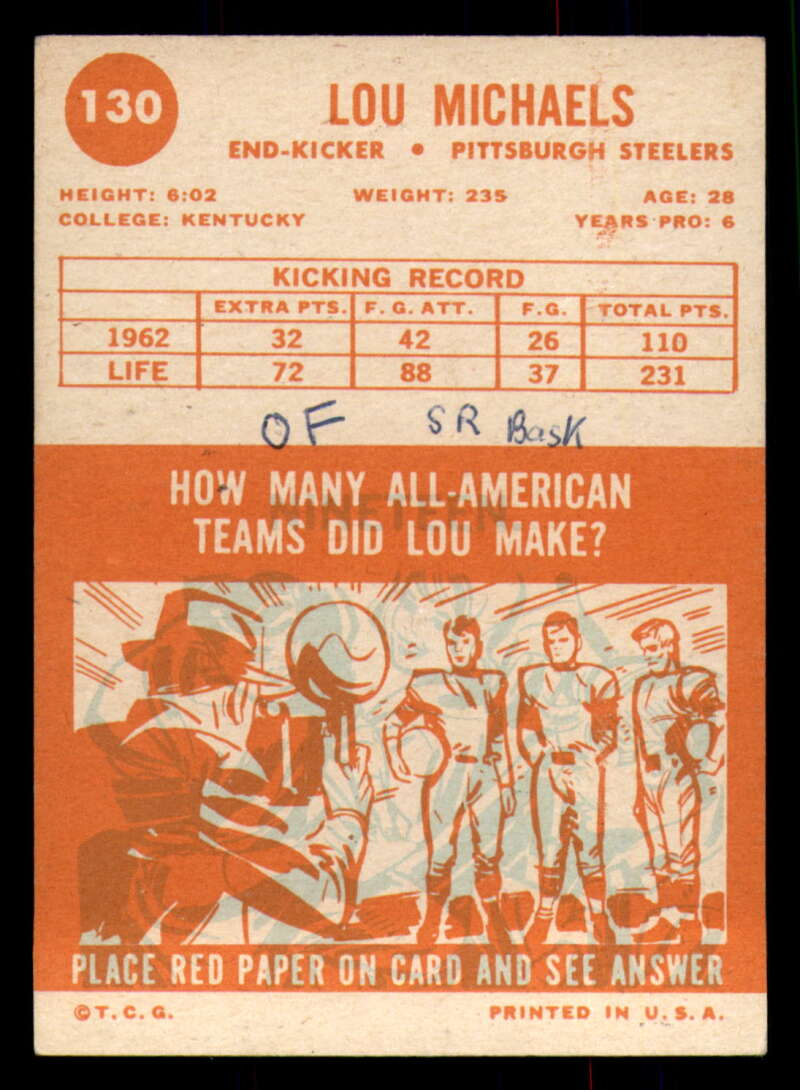 130
LOU MICHAELS
END-KICKER • PITTSBURGH STEELERS
HEIGHT: 6:02 WEIGHT: 235 AGE: 28
COLLEGE: KENTUCKY YEARS PRO: 6
KICKING RECORD
EXTRA PTS. F. G. ATT. F. G. TOTAL PTS.
1962 32 42 26 110
LIFE 72 88 37 231
OF SR Bask
HOW MANY ALL-AMERICAN
NINETEEN
TEAMS DID LOU MAKE?
PLACE RED PAPER ON CARD AND SEE ANSWER
© T. C. G. PRINTED IN U. S. A.